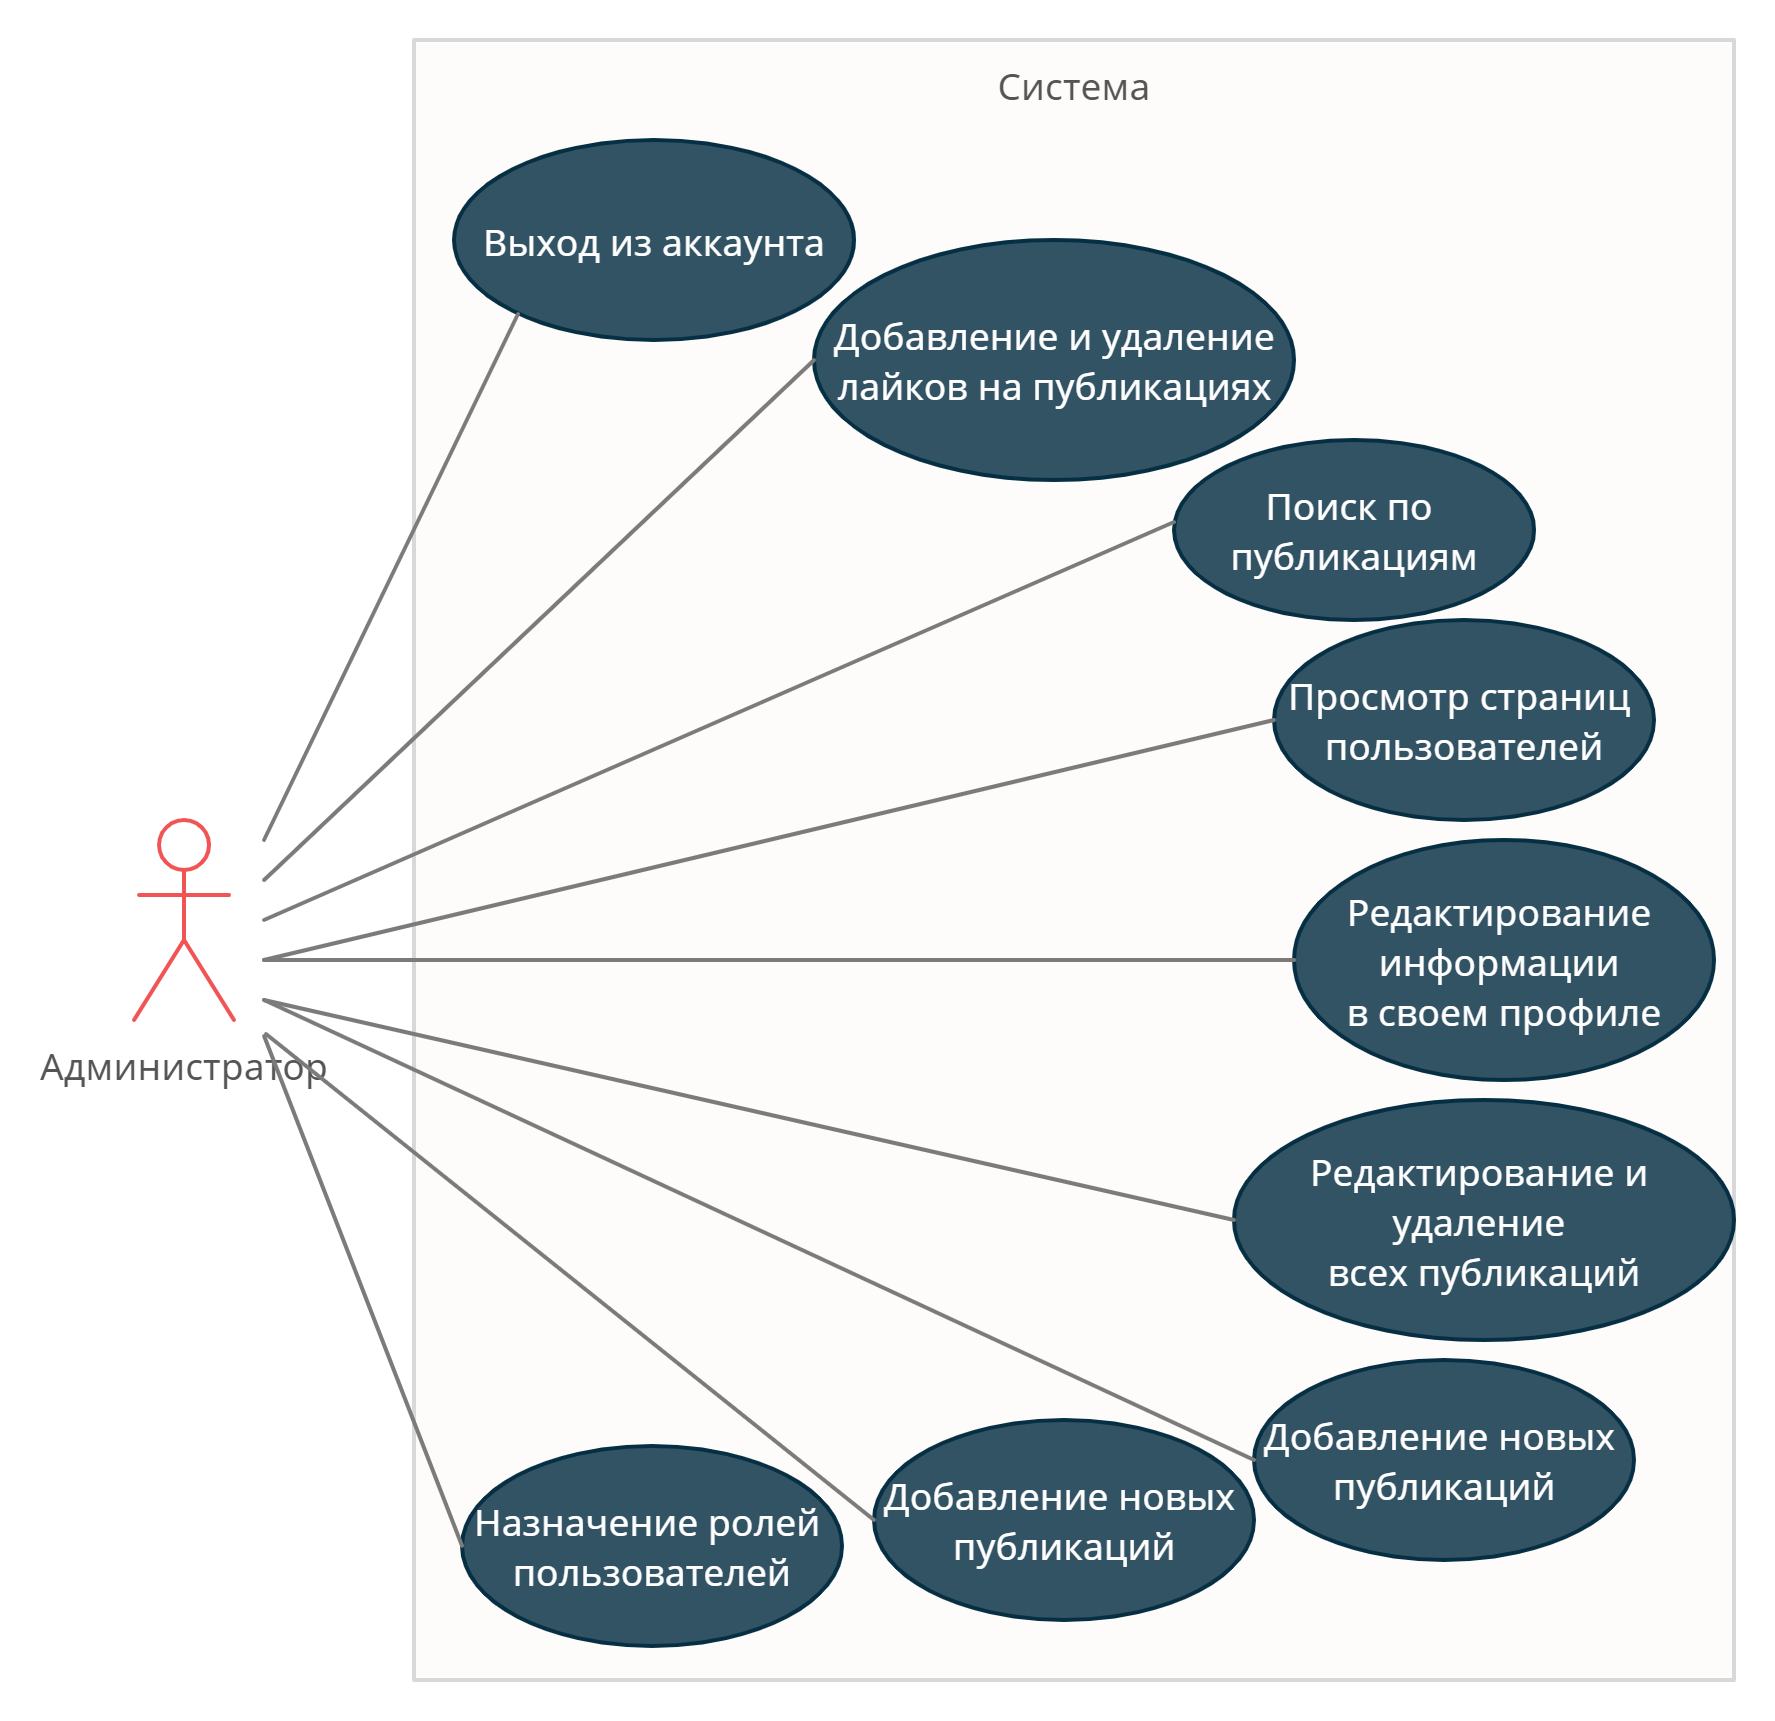 Система
Выход из аккаунта
Добавление и удаление
лайков на публикациях
Поиск по
публикациям
Просмотр страниц
пользователей
Редактирование
информации
в своем профиле
Администратор
Редактирование и
удаление
всех публикаций
Добавление новых
публикаций
Добавление новых
публикаций
Назначение ролей
пользователей